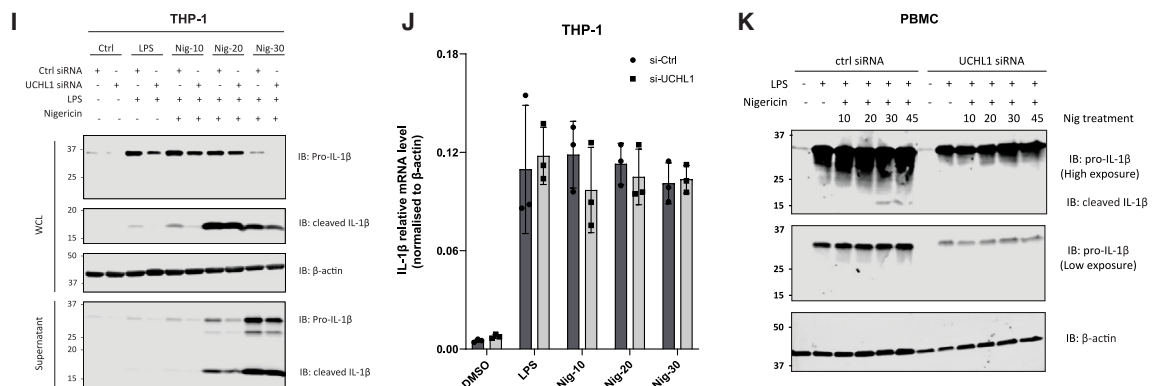 I
THP-1
Ctrl LPS Nig-10 Nig-20 Nig-30
Ctrl siRNA + - + - + - + - + -
UCHL1 siRNA - + - + - + - + - +
LPS - - + + + + + + + +
Nigericin - - - - + + + + + +
WCL
37
25
IB: Pro-IL-1β
20
15
IB: cleaved IL-1β
50
37
IB: β-actin
Supernatant
37
25
20
15
IB: Pro-IL-1β
IB: cleaved IL-1β
J
THP-1
si-Ctrl
si-UCHL1
IL-1β relative mRNA level
(normalised to β-actin)
0.18
0.12
0.06
0.00
DMSO LPS Nig-10 Nig-20 Nig-30
K
PBMC
ctrl siRNA UCHL1 siRNA
LPS - + + + + + - + + + + +
Nigericin - - + + + + - - + + + +
10 20 30 45 10 20 30 45 Nig treatment
37
25
15
IB: pro-IL-1β
(High exposure)
IB: cleaved IL-1β
37
25
15
IB: pro-IL-1β
(Low exposure)
50
37
IB: β-actin